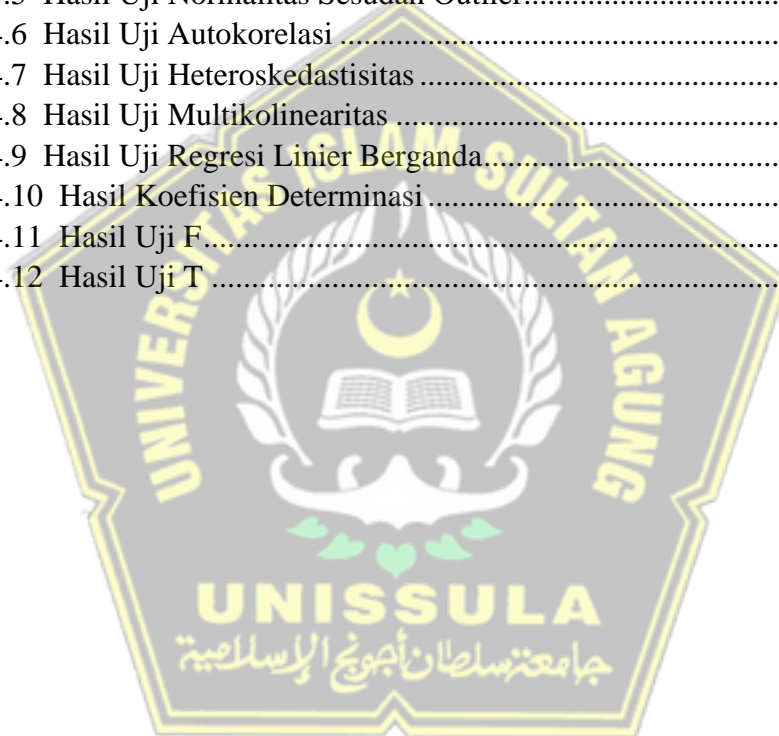 .5 Hasil Uji Normalitas Sesudah Outlier............................
.6 Hasil Uji Autokorelasi ..................................................
.7 Hasil Uji Heteroskedastisitas ........................................
.8 Hasil Uji Multikolinearitas ...........................................
.9 Hasil Uji Regresi Linier Berganda................................
.10 Hasil Koefisien Determinasi .......................................
.11 Hasil Uji F...................................................................
.12 Hasil Uji T ..................................................................
UNIVERSITAS ISLAM SULTAN AGUNG
UNISSULA
جامعة سلطان أجونج الإسلامية